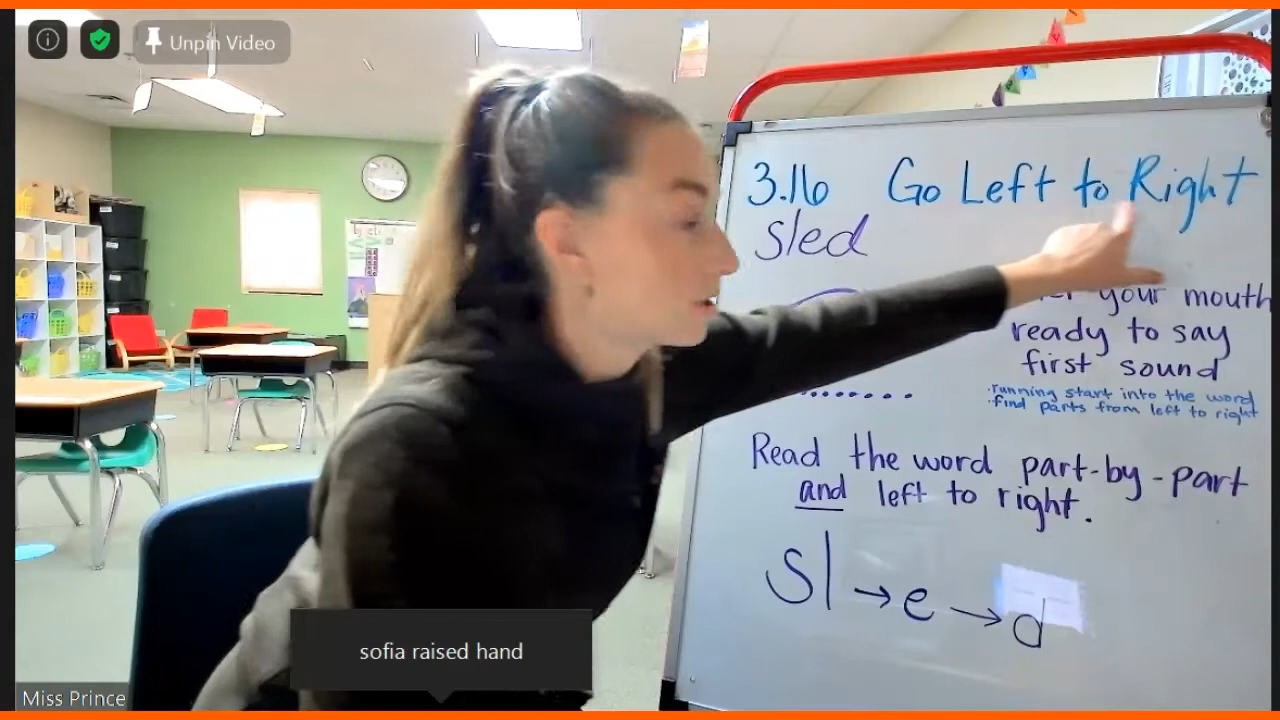 Unpin Video
3.16 Go Left to Right
sled
your mouth
ready to say
first sound
·running start into the word
·find parts from left to right
Read the word part-by-part
and left to right.
Sl→e→d
sofia raised hand
Miss Prince